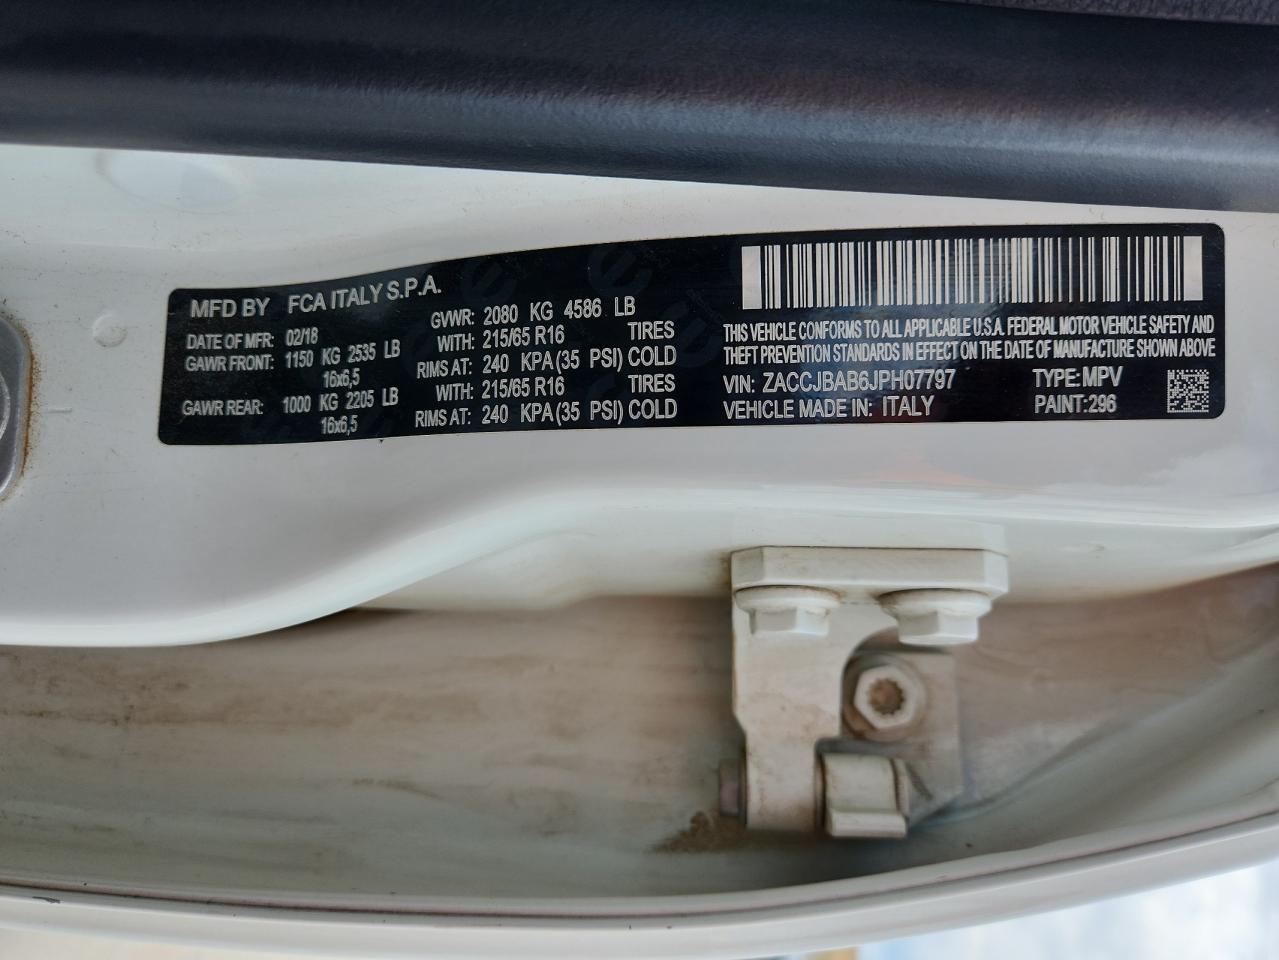 MFD BY FCA ITALY S.P.A.
DATE OF MFR: 02/18 GVWR: 2080 KG 4586 LB
GAWR FRONT: 1150 KG 2535 LB WITH: 215/65 R16 TIRES
16x6,5 RIMS AT: 240 KPA(35 PSI) COLD
GAWR REAR: 1000 KG 2205 LB WITH: 215/65 R16 TIRES
16x6,5 RIMS AT: 240 KPA(35 PSI) COLD
THIS VEHICLE CONFORMS TO ALL APPLICABLE U.S.A. FEDERAL MOTOR VEHICLE SAFETY AND
THEFT PREVENTION STANDARDS IN EFFECT ON THE DATE OF MANUFACTURE SHOWN ABOVE
VIN: ZACCJBAB6JPH07797 TYPE:MPV
VEHICLE MADE IN: ITALY PAINT:296